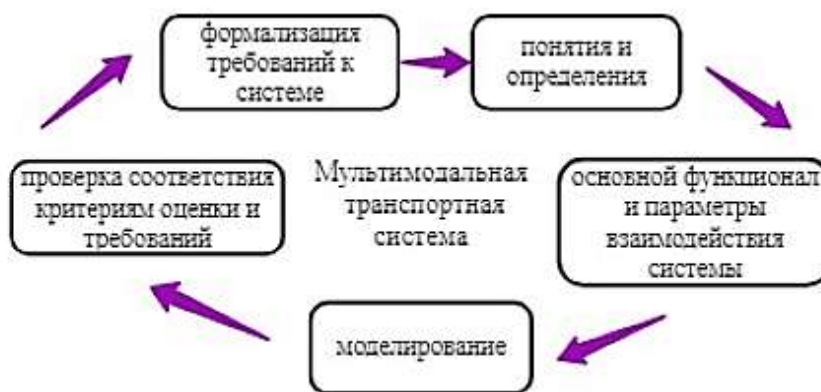 формализация
требований к
системе
понятия и
определения
проверка соответствия
критериям оценки и
требований
Мультимодальная
транспортная
система
основной функционал
и параметры
взаимодействия
системы
моделирование